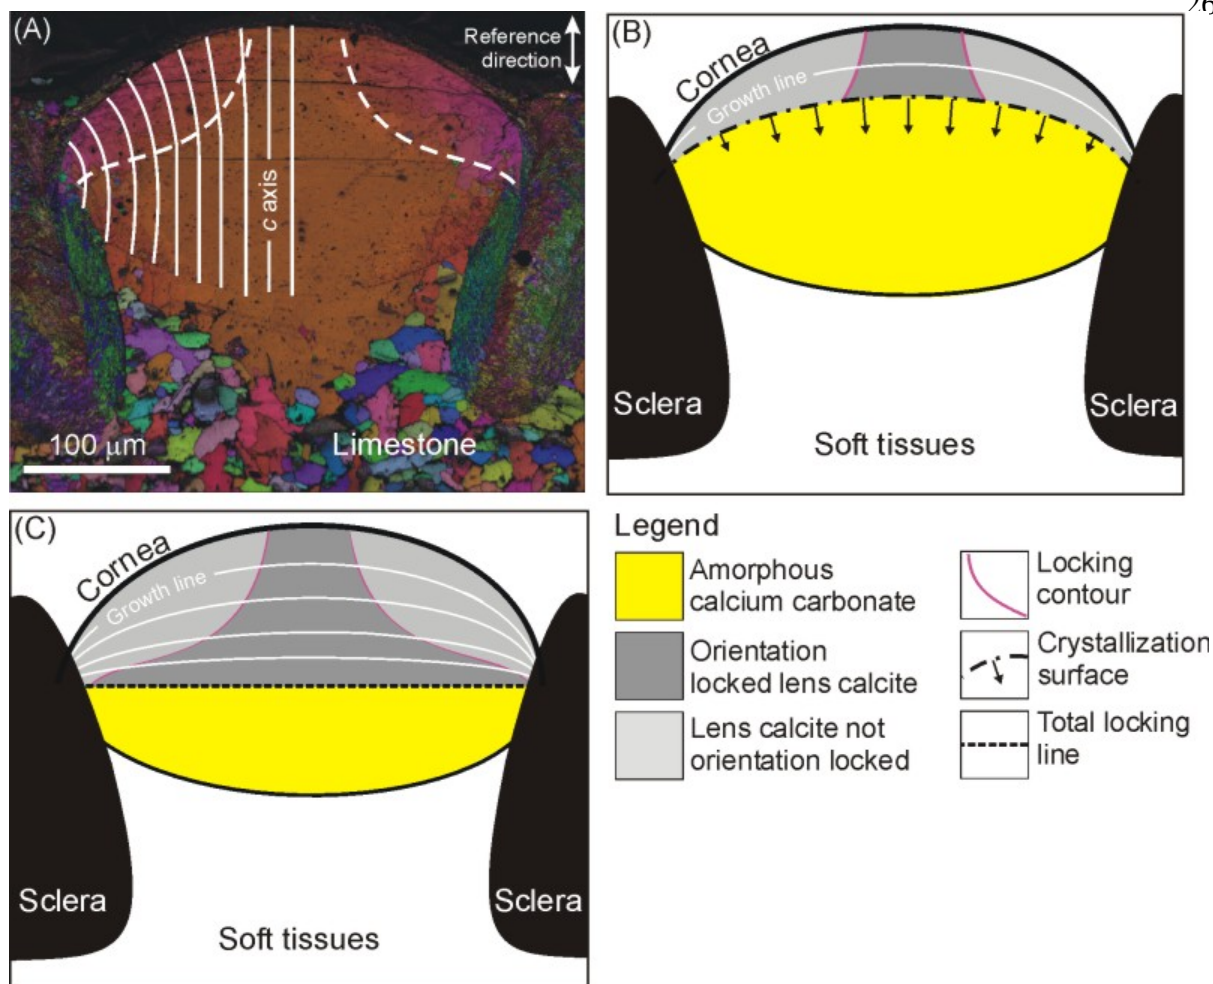 (A)
Reference
direction
c axis
100 μm
Limestone
(B)
Cornea
Growth line
Sclera
Sclera
Soft tissues
(C)
Cornea
Growth line
Sclera
Sclera
Soft tissues
Legend
Amorphous
calcium carbonate
Orientation
locked lens calcite
Lens calcite not
orientation locked
Locking
contour
Crystallization
surface
Total locking
line